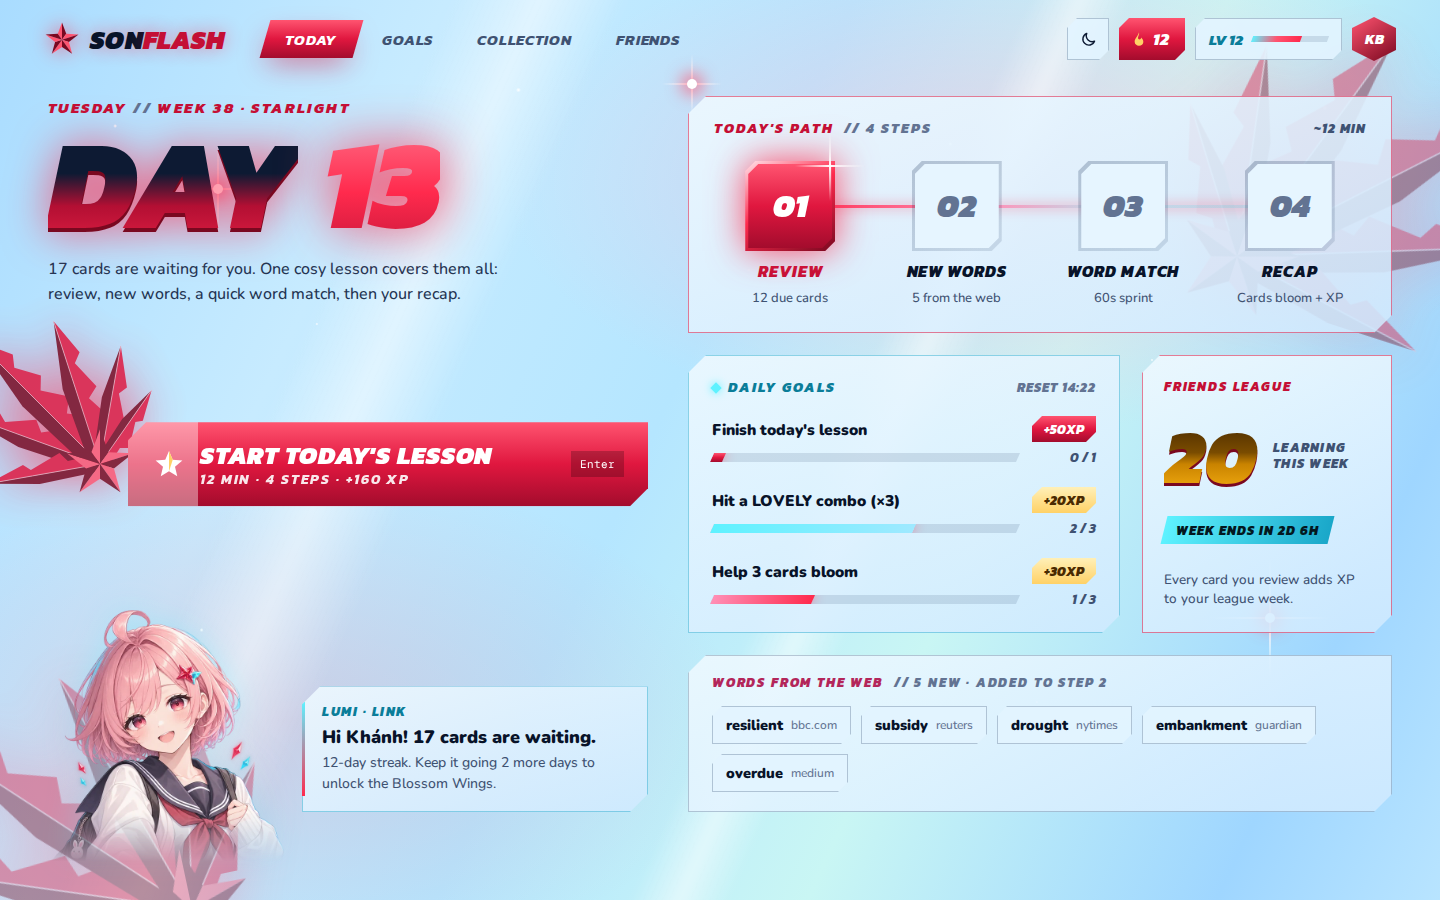 SONFLASH
TODAY
GOALS
COLLECTION
FRIENDS
12
LV 12
KB
TUESDAY // WEEK 38 · STARLIGHT
DAY 13
17 cards are waiting for you. One cosy lesson covers them all:
review, new words, a quick word match, then your recap.
START TODAY'S LESSON
12 MIN · 4 STEPS · +160 XP
Enter
LUMI · LINK
Hi Khánh! 17 cards are waiting.
12-day streak. Keep it going 2 more days to
unlock the Blossom Wings.
TODAY'S PATH // 4 STEPS
~12 MIN
01
02
03
04
REVIEW
NEW WORDS
WORD MATCH
RECAP
12 due cards
5 from the web
60s sprint
Cards bloom + XP
DAILY GOALS
RESET 14:22
Finish today's lesson
+50XP
0 / 1
Hit a LOVELY combo (×3)
+20XP
2 / 3
Help 3 cards bloom
+30XP
1 / 3
FRIENDS LEAGUE
20
LEARNING
THIS WEEK
WEEK ENDS IN 2D 6H
Every card you review adds XP
to your league week.
WORDS FROM THE WEB // 5 NEW · ADDED TO STEP 2
resilient bbc.com
subsidy reuters
drought nytimes
embankment guardian
overdue medium